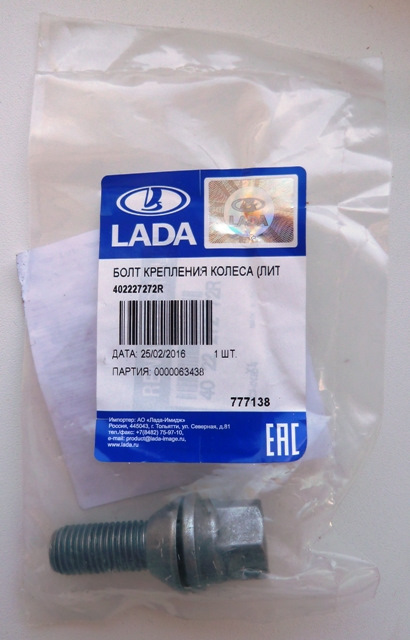 LADA
LADA
БОЛТ КРЕПЛЕНИЯ КОЛЕСА (ЛИТ
402227272R
ДАТА: 25/02/2016 1 ШТ.
ПАРТИЯ: 0000063438
777138
Импортер: АО «Лада-Имидж»
Россия, 445043, г. Тольятти, ул. Северная, д.81
тел./факс: +7(8482) 75-97-10,
e-mail: product@lada-image.ru,
www.lada.ru
EAC